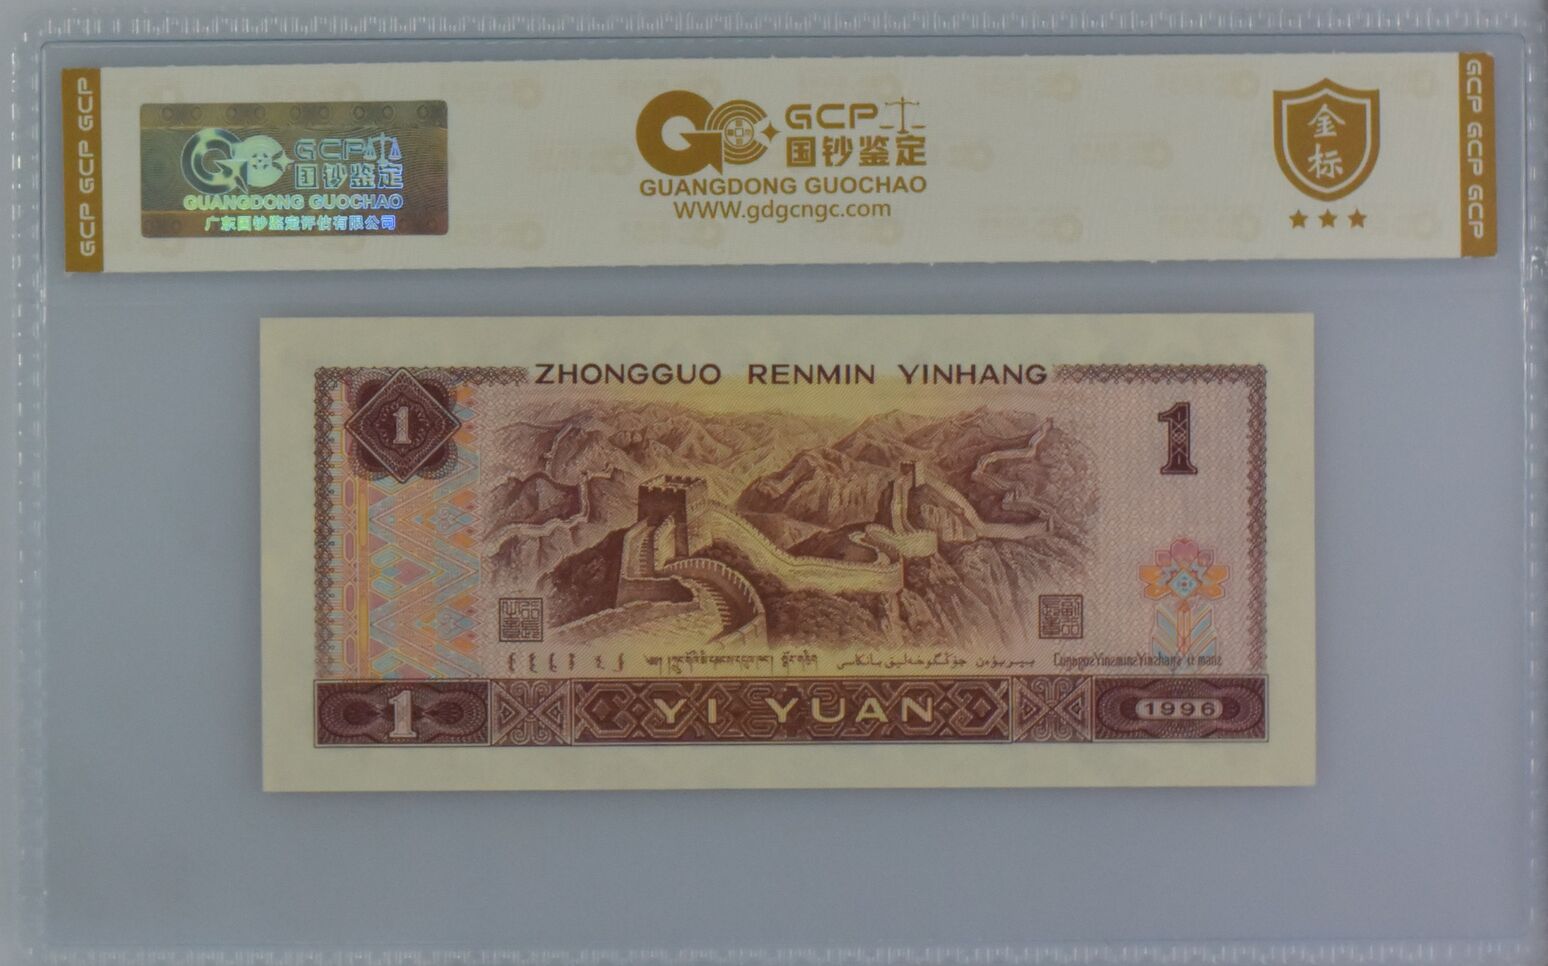 GCP GCP GCP
GCP
国钞鉴定
GUANGDONG GUOCHAO
广东国钞鉴定评估有限公司
GCP
国钞鉴定
GUANGDONG GUOCHAO
WWW.gdgcngc.com
金
标
GCP GCP GCP
ZHONGGUO RENMIN YINHANG
1
1
1
YI YUAN
1996